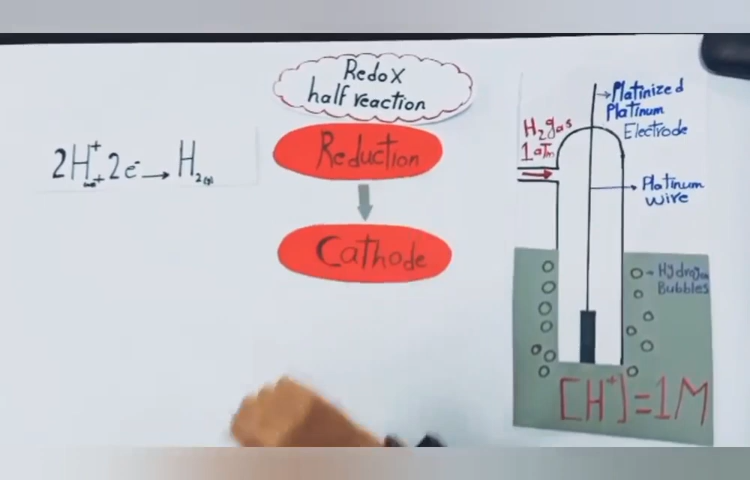 Redox
half reaction
2H⁺ + 2e⁻ → H₂
Reduction
Cathode
Platinized
Platinum
Electrode
H₂ gas
1 atm
Platinum
wire
Hydrogen
Bubbles
[H⁺]=1M